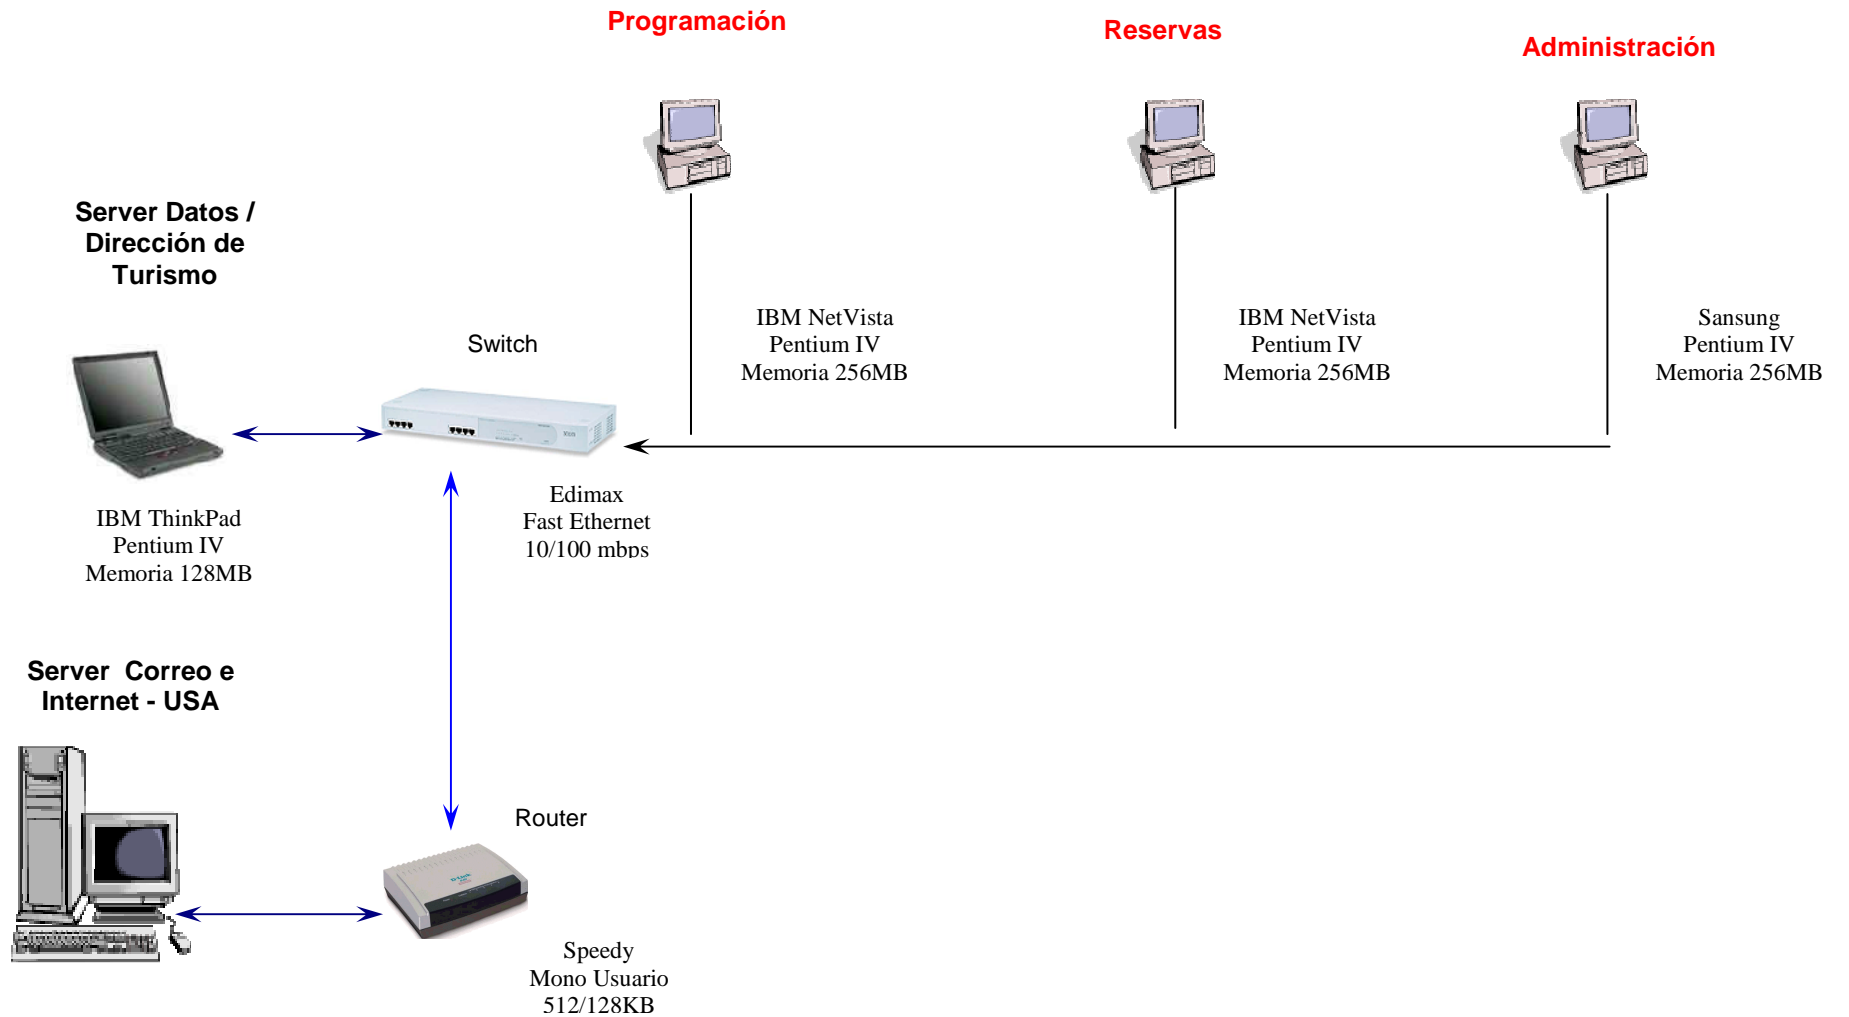 Programación
Reservas
Administración
Server Datos /
Dirección de
Turismo
IBM NetVista
Pentium IV
Memoria 256MB
IBM NetVista
Pentium IV
Memoria 256MB
Sansung
Pentium IV
Memoria 256MB
Switch
Edimax
Fast Ethernet
10/100 mbps
IBM ThinkPad
Pentium IV
Memoria 128MB
Server Correo e
Internet - USA
Router
D-Link
Speedy
Mono Usuario
512/128KB